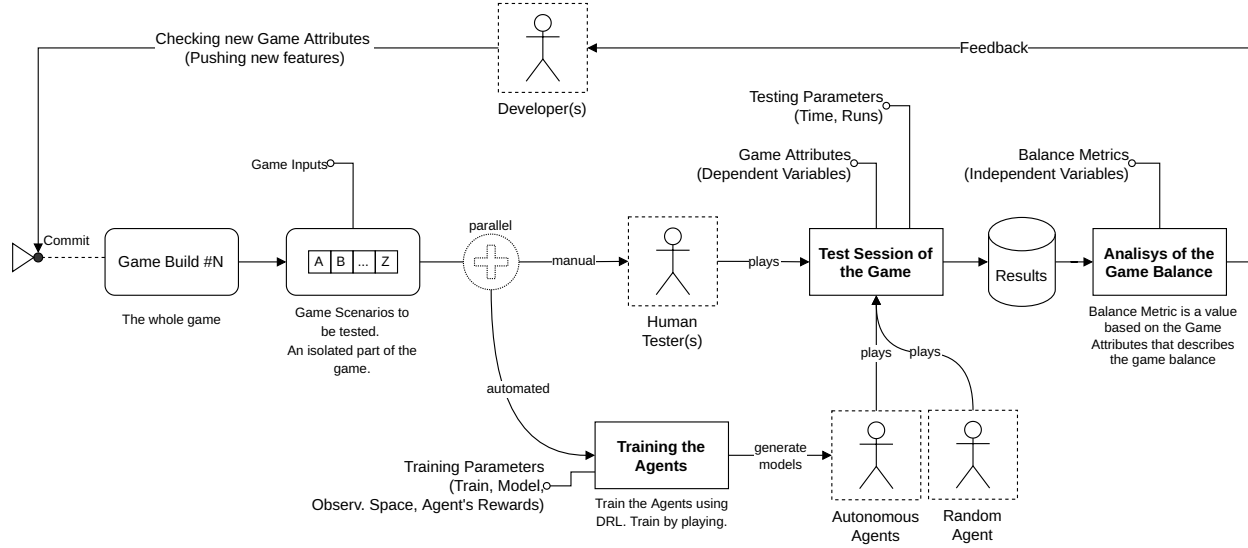 Checking new Game Attributes
(Pushing new features)
Developer(s)
Feedback
Testing Parameters
(Time, Runs)
Game Inputs
Game Attributes
(Dependent Variables)
Balance Metrics
(Independent Variables)
Commit
Game Build #N
The whole game
A B ... Z
Game Scenarios to
be tested.
An isolated part of the
game.
parallel
manual
Human
Tester(s)
plays
Test Session of
the Game
Results
Analisys of the
Game Balance
Balance Metric is a value
based on the Game
Attributes that describes
the game balance
automated
plays
plays
Training the
Agents
Training Parameters
(Train, Model,
Observ. Space, Agent's Rewards)
Train the Agents using
DRL. Train by playing.
generate
models
Autonomous
Agents
Random
Agent